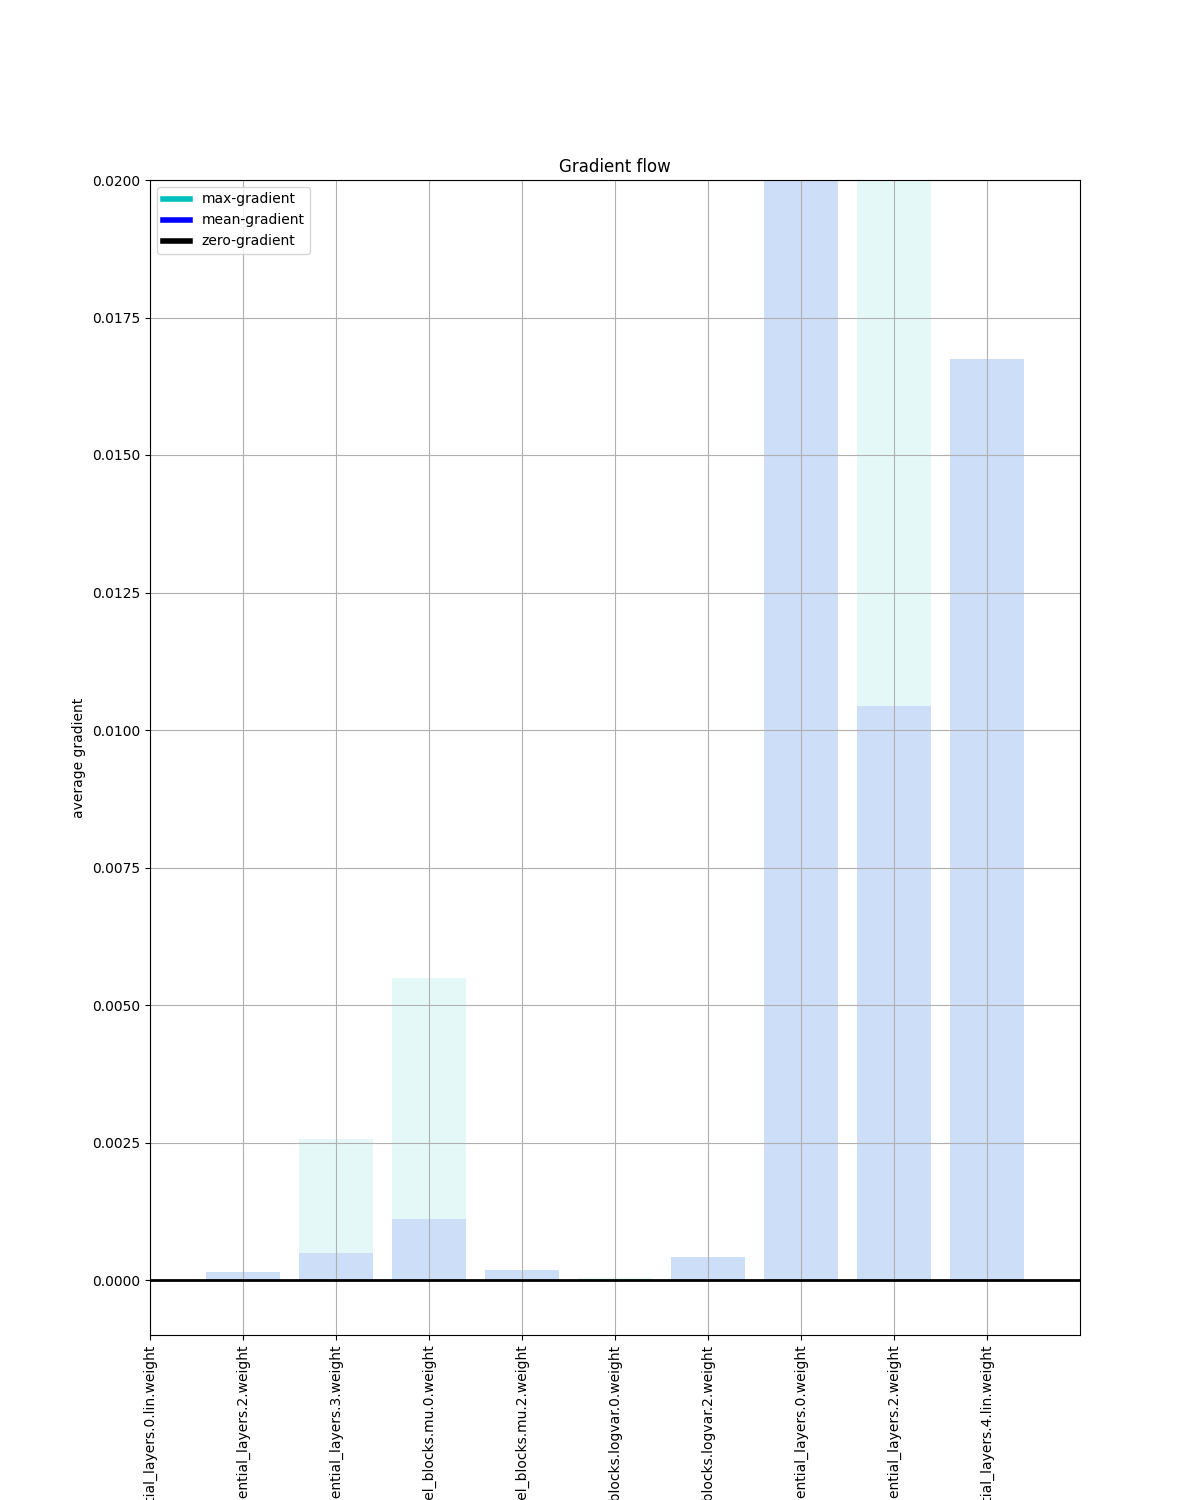 Gradient flow
max-gradient
mean-gradient
zero-gradient
average gradient
0.0200
0.0175
0.0150
0.0125
0.0100
0.0075
0.0050
0.0025
0.0000
tial_layers.0.lin.weight
ential_layers.2.weight
ential_layers.3.weight
el_blocks.mu.0.weight
el_blocks.mu.2.weight
blocks.logvar.0.weight
blocks.logvar.2.weight
ential_layers.0.weight
ential_layers.2.weight
tial_layers.4.lin.weight